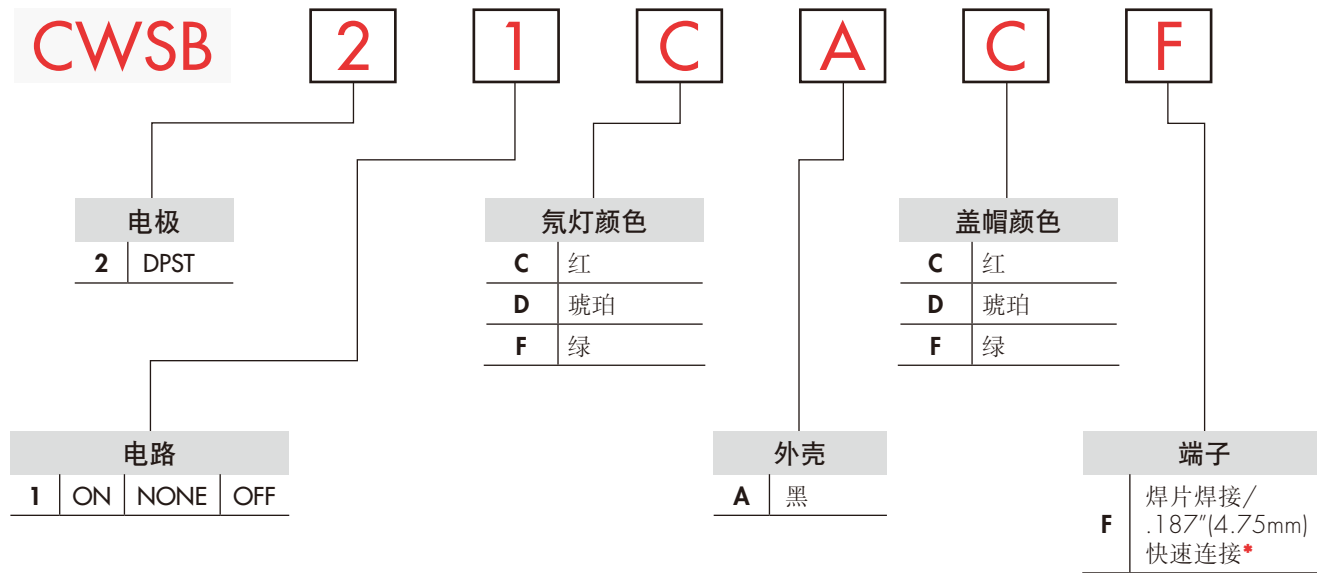 CWSB 2 1 C A C F
电极
2 DPST
氖灯颜色
C 红
D 琥珀
F 绿
盖帽颜色
C 红
D 琥珀
F 绿
电路
1 ON NONE OFF
外壳
A 黑
端子
F 焊片焊接/
.187"(4.75mm)
快速连接*